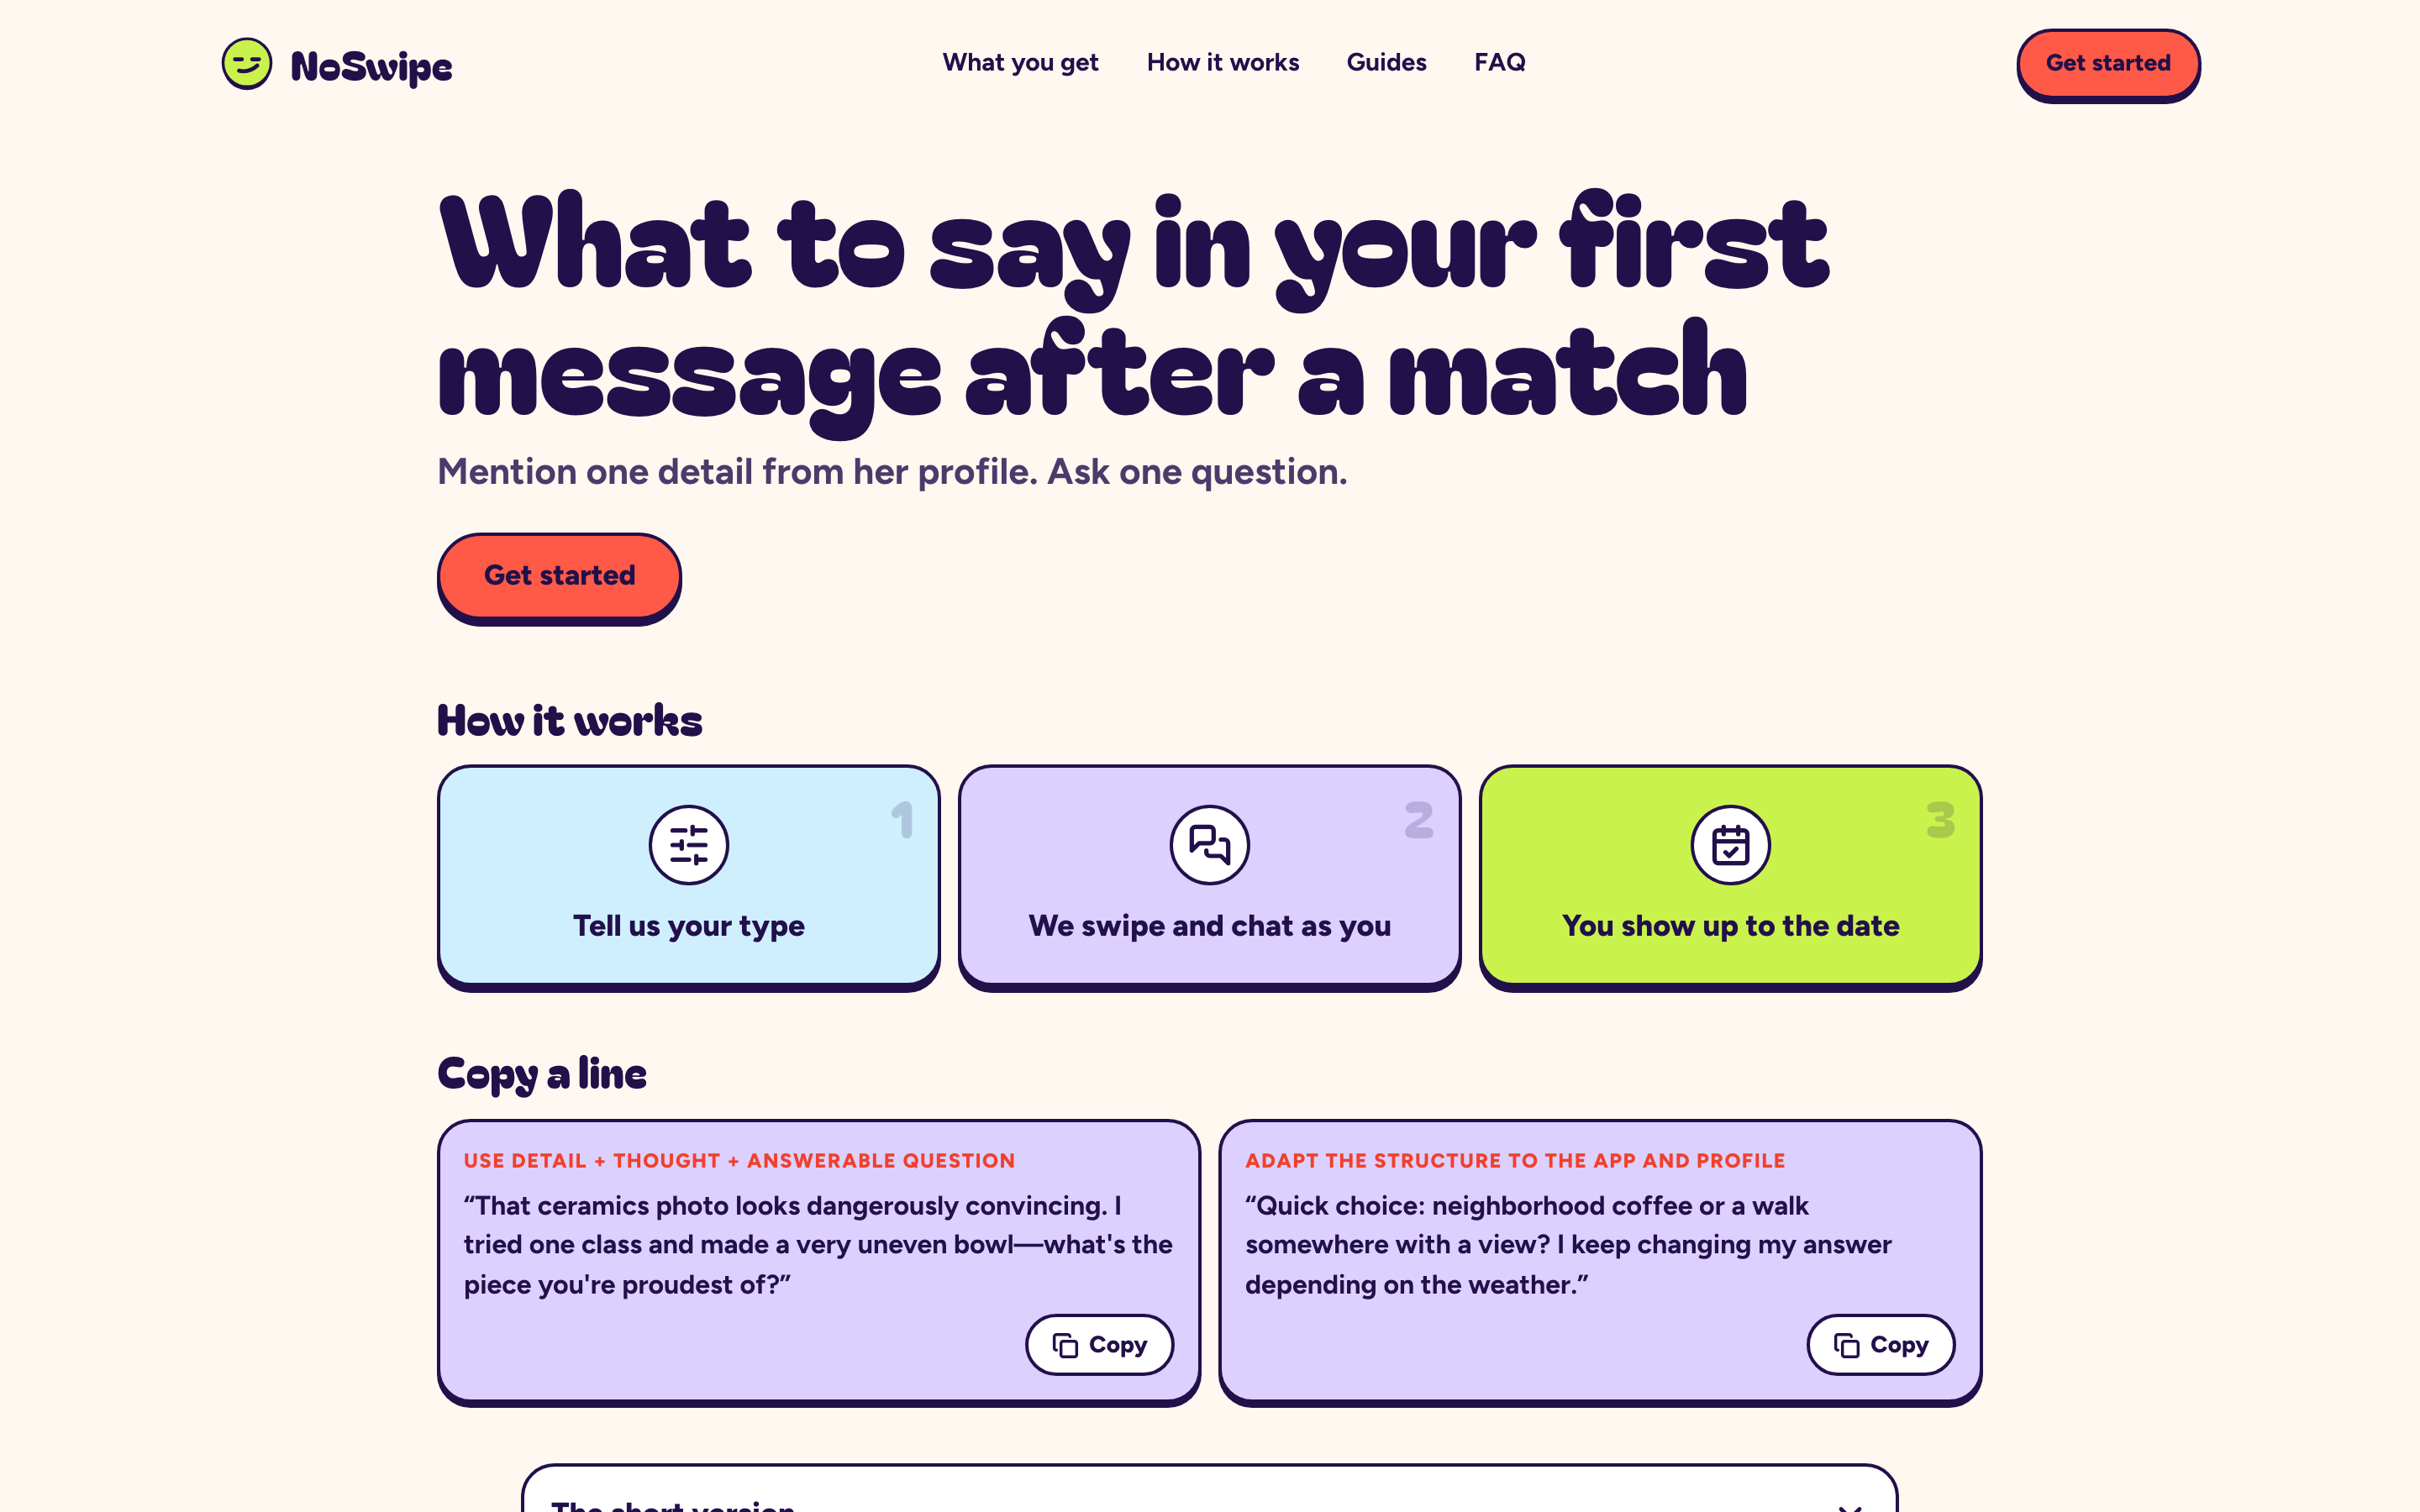 NoSwipe
What you get
How it works
Guides
FAQ
Get started
What to say in your first
message after a match
Mention one detail from her profile. Ask one question.
Get started
How it works
1
Tell us your type
2
We swipe and chat as you
3
You show up to the date
Copy a line
USE DETAIL + THOUGHT + ANSWERABLE QUESTION
“That ceramics photo looks dangerously convincing. I
tried one class and made a very uneven bowl—what's the
piece you're proudest of?”
Copy
ADAPT THE STRUCTURE TO THE APP AND PROFILE
“Quick choice: neighborhood coffee or a walk
somewhere with a view? I keep changing my answer
depending on the weather.”
Copy
The short version